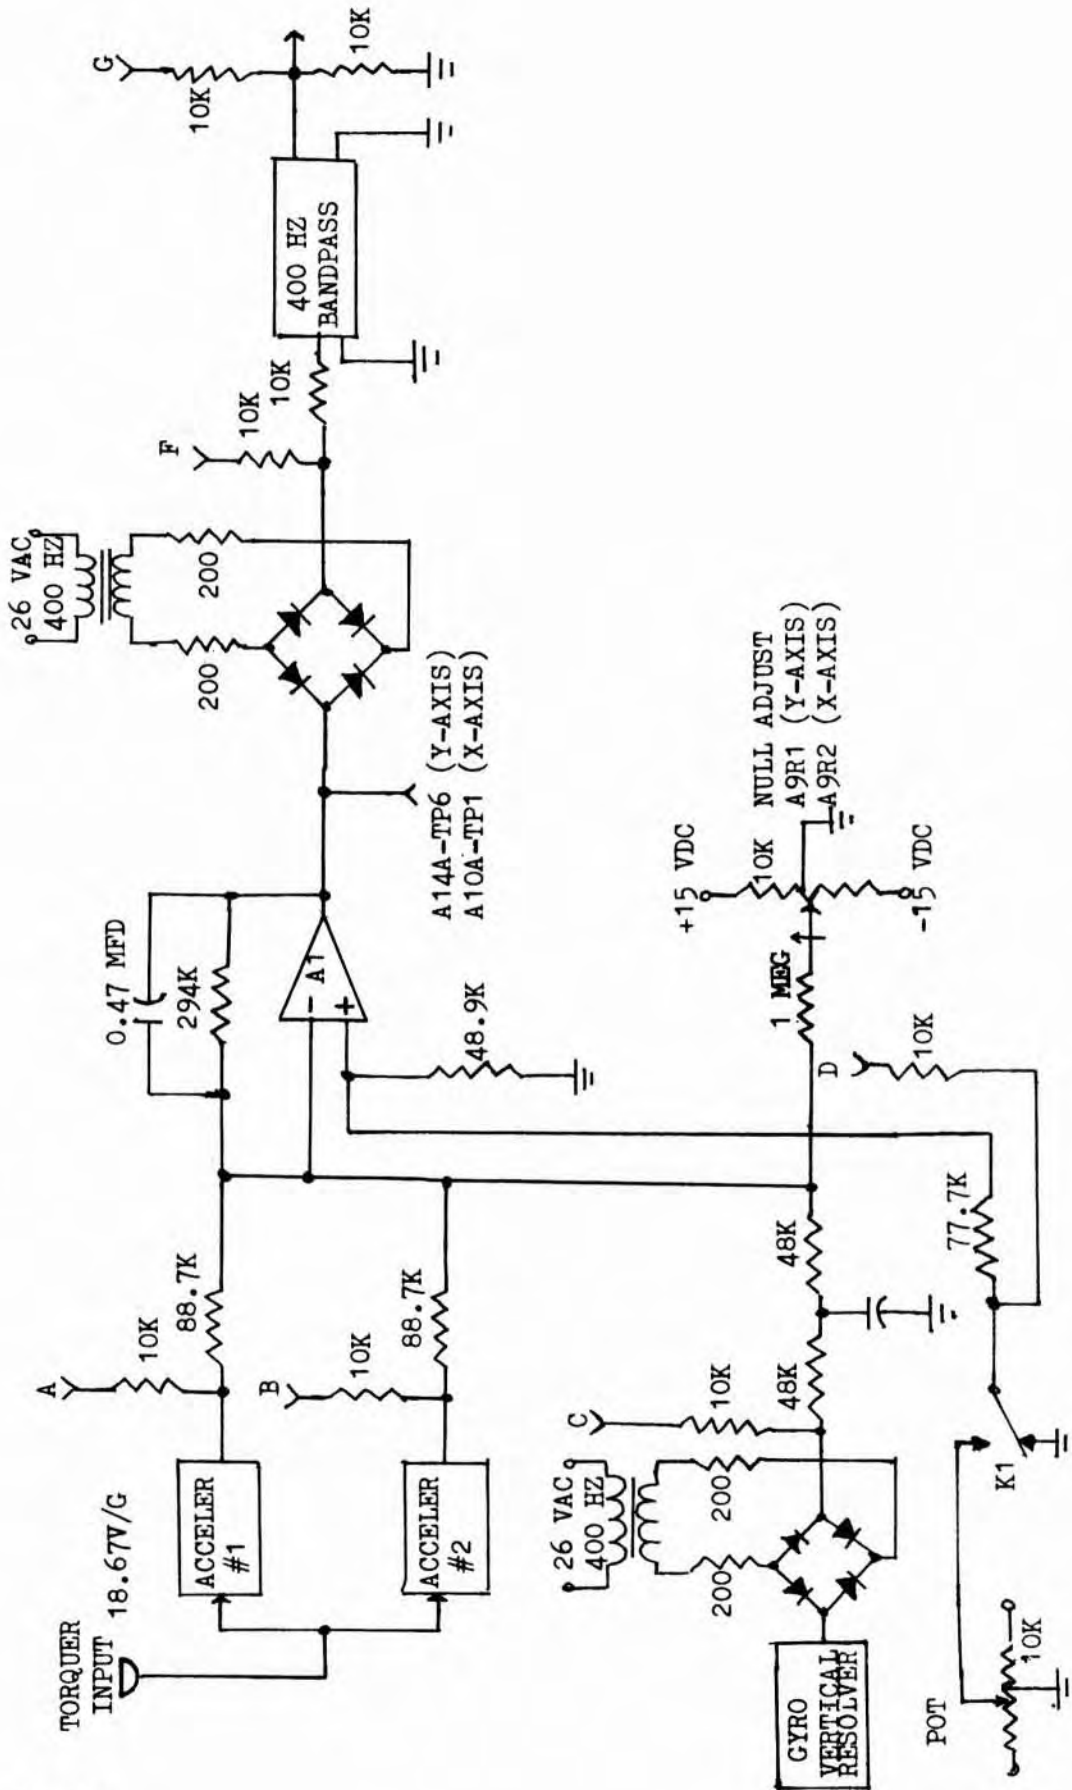 TORQUER
INPUT
18.67V/G
ACCELER
#1
A
10K
88.7K
ACCELER
#2
B
10K
88.7K
0.47 MFD
294K
A1
-
+
48.9K
A14A-TP6 (Y-AXIS)
A10A-TP1 (X-AXIS)
26 VAC
400 HZ
200
200
F
10K
10K
400 HZ
BANDPASS
G
10K
10K
GYRO
VERTICAL
RESOLVER
26 VAC
400 HZ
200
200
C
10K
48K
48K
1 MEG
+15 VDC
10K
-15 VDC
NULL ADJUST
A9R1 (Y-AXIS)
A9R2 (X-AXIS)
D
10K
77.7K
K1
POT
10K